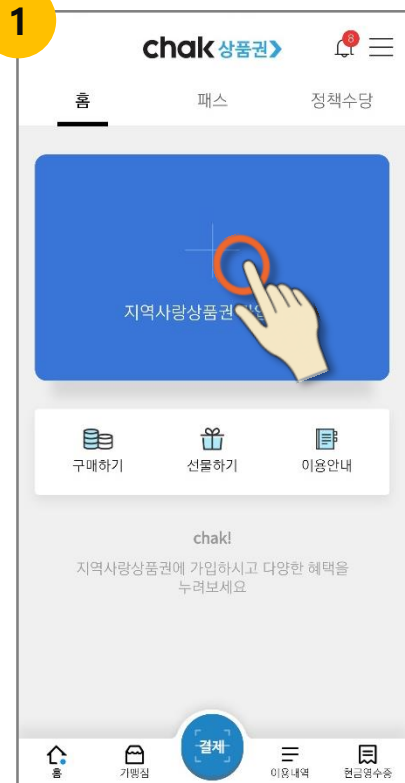 1
chak 상품권
8
홈
패스
정책수당
지역사랑상품권
구매하기
선물하기
이용안내
chak!
지역사랑상품권에 가입하시고 다양한 혜택을
누려보세요
홈
가맹점
결제
이용내역
현금영수증